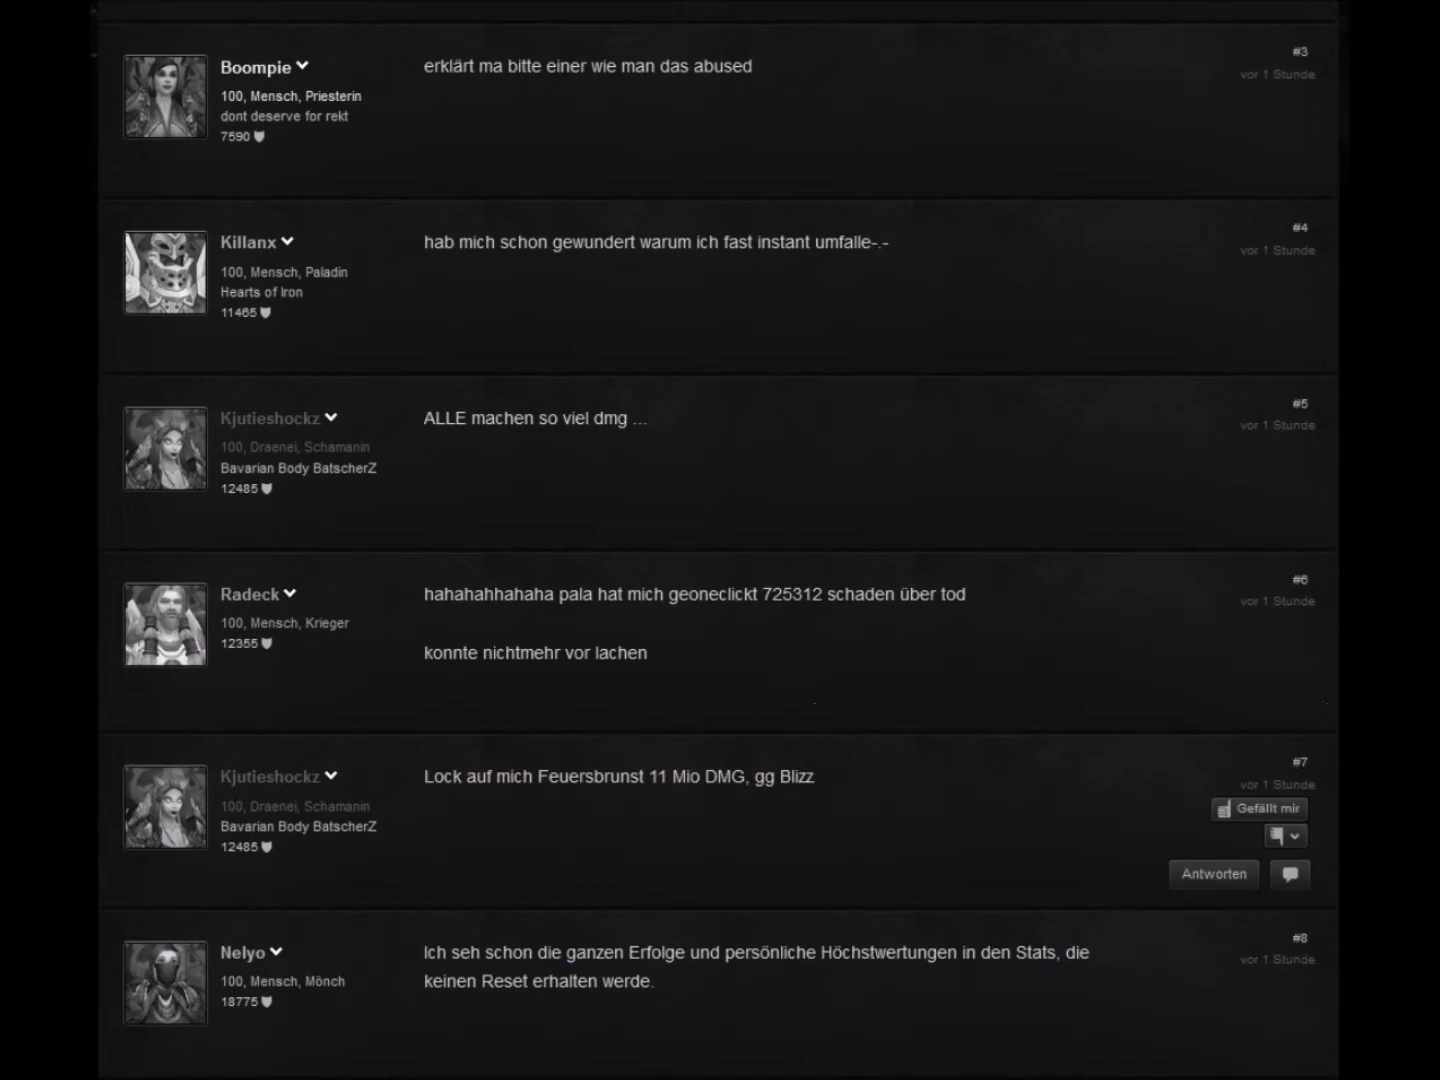 Boompie
erklärt ma bitte einer wie man das abused
#3
vor 1 Stunde
100, Mensch, Priesterin
dont deserve for rekt
7590
Killanx
hab mich schon gewundert warum ich fast instant umfalle-.-
#4
vor 1 Stunde
100, Mensch, Paladin
Hearts of Iron
11465
Kjutieshockz
ALLE machen so viel dmg ...
#5
vor 1 Stunde
100, Draenei, Schamanin
Bavarian Body BatscherZ
12485
Radeck
hahahahhahaha pala hat mich geoneclickt 725312 schaden über tod
#6
vor 1 Stunde
100, Mensch, Krieger
12355
konnte nichtmehr vor lachen
Kjutieshockz
Lock auf mich Feuersbrunst 11 Mio DMG, gg Blizz
#7
vor 1 Stunde
100, Draenei, Schamanin
Gefällt mir
Bavarian Body BatscherZ
12485
Antworten
Nelyo
Ich seh schon die ganzen Erfolge und persönliche Höchstwertungen in den Stats, die
keinen Reset erhalten werde.
#8
vor 1 Stunde
100, Mensch, Mönch
18775